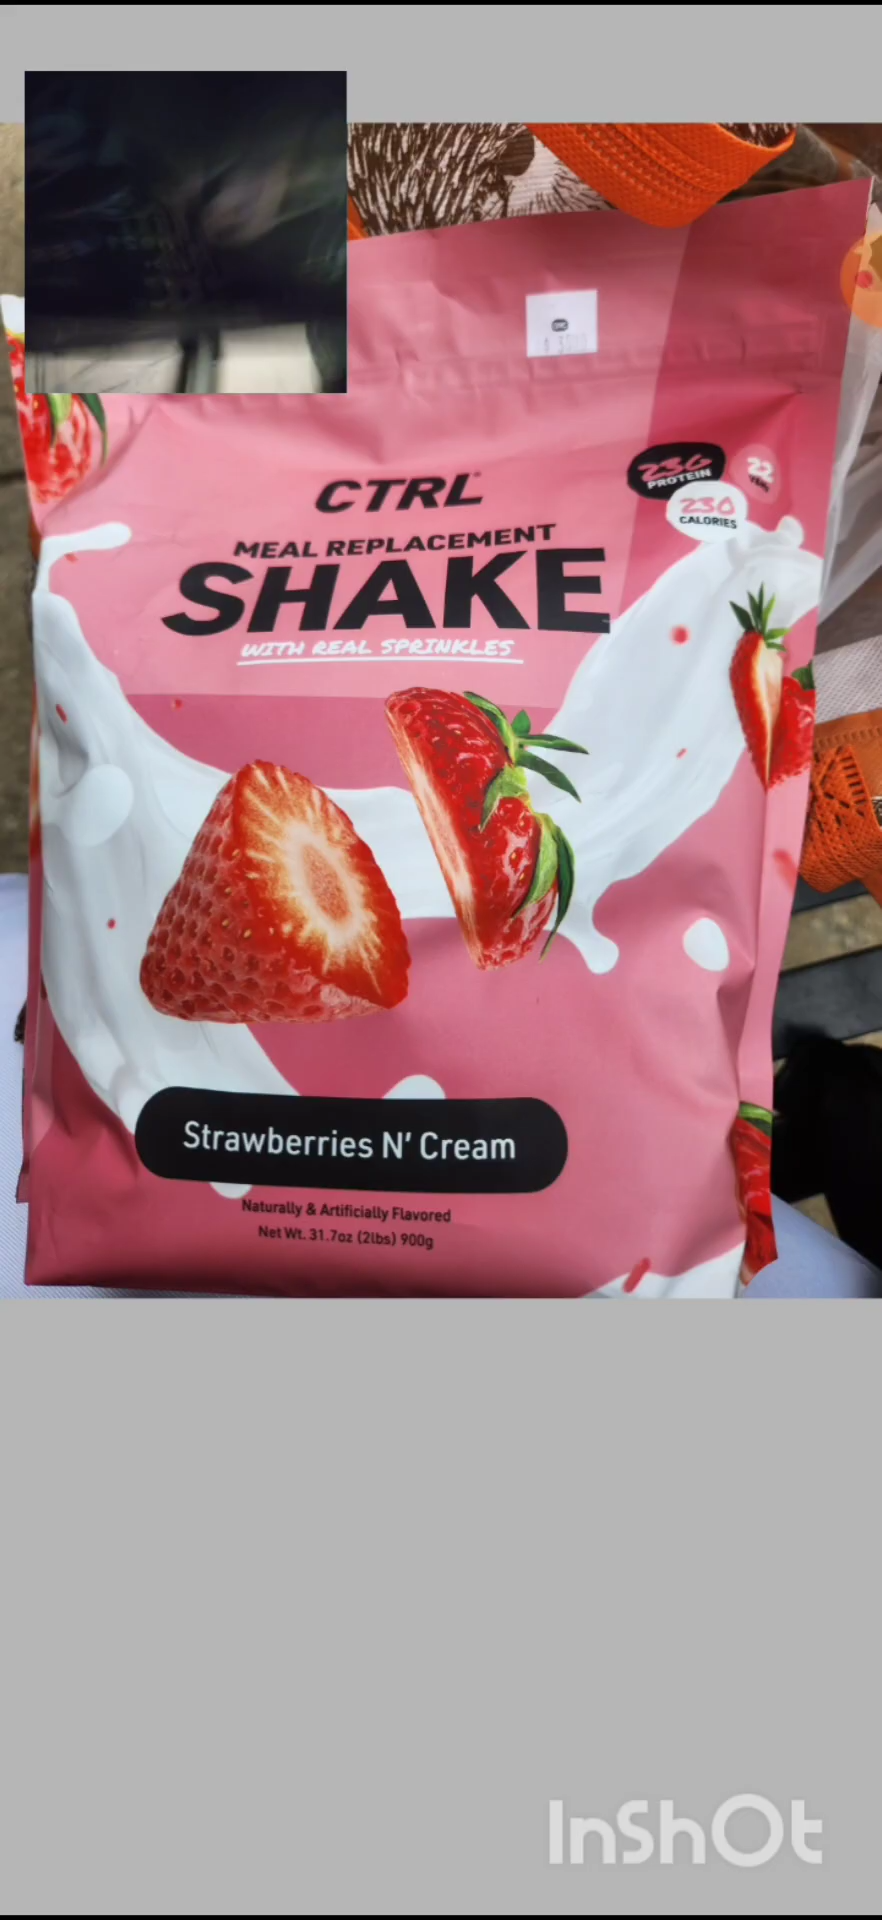 CTRL
23G
PROTEIN
22
230
CALORIES
MEAL REPLACEMENT
SHAKE
WITH REAL SPRINKLES
Strawberries N' Cream
Naturally & Artificially Flavored
Net Wt. 31.7oz (2lbs) 900g
InShOt